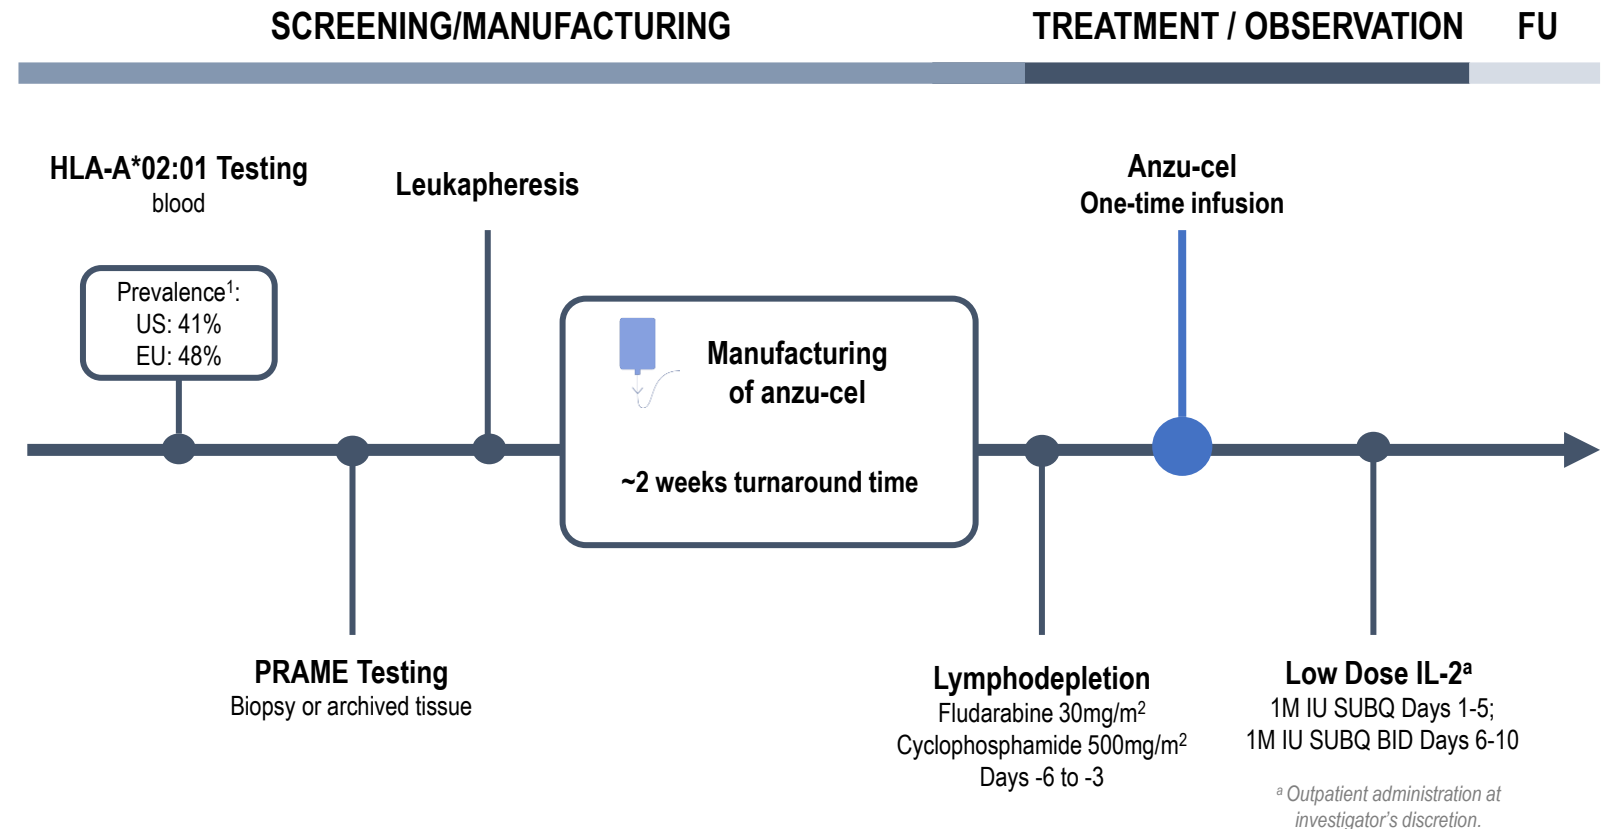 SCREENING/MANUFACTURING
TREATMENT / OBSERVATION
FU
HLA-A*02:01 Testing
blood
Prevalence¹:
US: 41%
EU: 48%
PRAME Testing
Biopsy or archived tissue
Leukapheresis
Manufacturing
of anzu-cel
~2 weeks turnaround time
Lymphodepletion
Fludarabine 30mg/m²
Cyclophosphamide 500mg/m²
Days -6 to -3
Anzu-cel
One-time infusion
Low Dose IL-2ᵃ
1M IU SUBQ Days 1-5;
1M IU SUBQ BID Days 6-10
ᵃ Outpatient administration at
investigator's discretion.